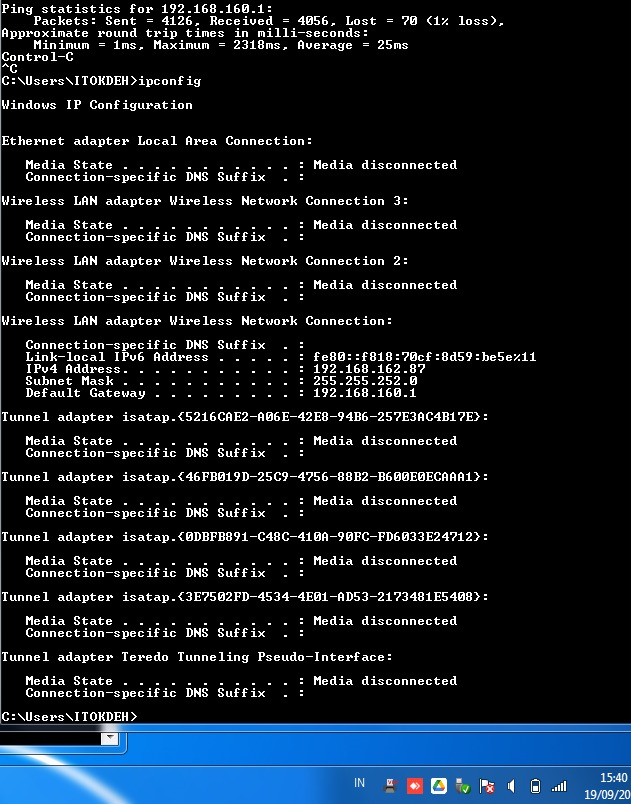 Ping statistics for 192.168.160.1:
    Packets: Sent = 4126, Received = 4056, Lost = 70 (1% loss),
Approximate round trip times in milli-seconds:
    Minimum = 1ms, Maximum = 2318ms, Average = 25ms
Control-C
^C
C:\Users\ITOKDEH>ipconfig
Windows IP Configuration
Ethernet adapter Local Area Connection:
   Media State . . . . . . . . . . . : Media disconnected
   Connection-specific DNS Suffix  . :
Wireless LAN adapter Wireless Network Connection 3:
   Media State . . . . . . . . . . . : Media disconnected
   Connection-specific DNS Suffix  . :
Wireless LAN adapter Wireless Network Connection 2:
   Media State . . . . . . . . . . . : Media disconnected
   Connection-specific DNS Suffix  . :
Wireless LAN adapter Wireless Network Connection:
   Connection-specific DNS Suffix  . :
   Link-local IPv6 Address . . . . . : fe80::f818:70cf:8d59:be5e%11
   IPv4 Address. . . . . . . . . . . : 192.168.162.87
   Subnet Mask . . . . . . . . . . . : 255.255.252.0
   Default Gateway . . . . . . . . . : 192.168.160.1
Tunnel adapter isatap.{5216CAE2-A06E-42E8-94B6-257E3AC4B17E}:
   Media State . . . . . . . . . . . : Media disconnected
   Connection-specific DNS Suffix  . :
Tunnel adapter isatap.{46FB019D-25C9-4756-88B2-B600E0ECAAA1}:
   Media State . . . . . . . . . . . : Media disconnected
   Connection-specific DNS Suffix  . :
Tunnel adapter isatap.{0DBFB891-C48C-410A-90FC-FD6033E24712}:
   Media State . . . . . . . . . . . : Media disconnected
   Connection-specific DNS Suffix  . :
Tunnel adapter isatap.{3E7502FD-4534-4E01-AD53-2173481E5408}:
   Media State . . . . . . . . . . . : Media disconnected
   Connection-specific DNS Suffix  . :
Tunnel adapter Teredo Tunneling Pseudo-Interface:
   Media State . . . . . . . . . . . : Media disconnected
   Connection-specific DNS Suffix  . :
C:\Users\ITOKDEH>
IN
15:40
19/09/20